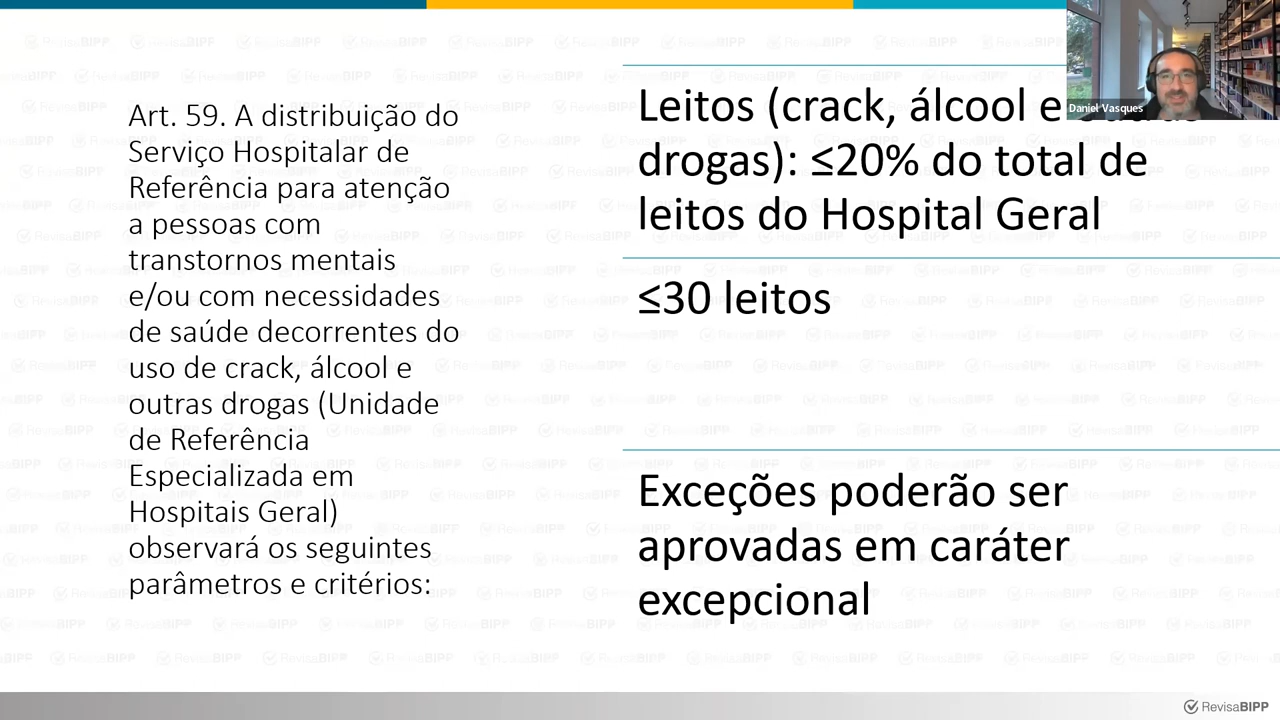 Art. 59. A distribuição do
Serviço Hospitalar de
Referência para atenção
a pessoas com
transtornos mentais
e/ou com necessidades
de saúde decorrentes do
uso de crack, álcool e
outras drogas (Unidade
de Referência
Especializada em
Hospitais Geral)
observará os seguintes
parâmetros e critérios:
Leitos (crack, álcool e
drogas): ≤20% do total de
leitos do Hospital Geral
≤30 leitos
Exceções poderão ser
aprovadas em caráter
excepcional
Daniel Vasques
RevisaBIPP